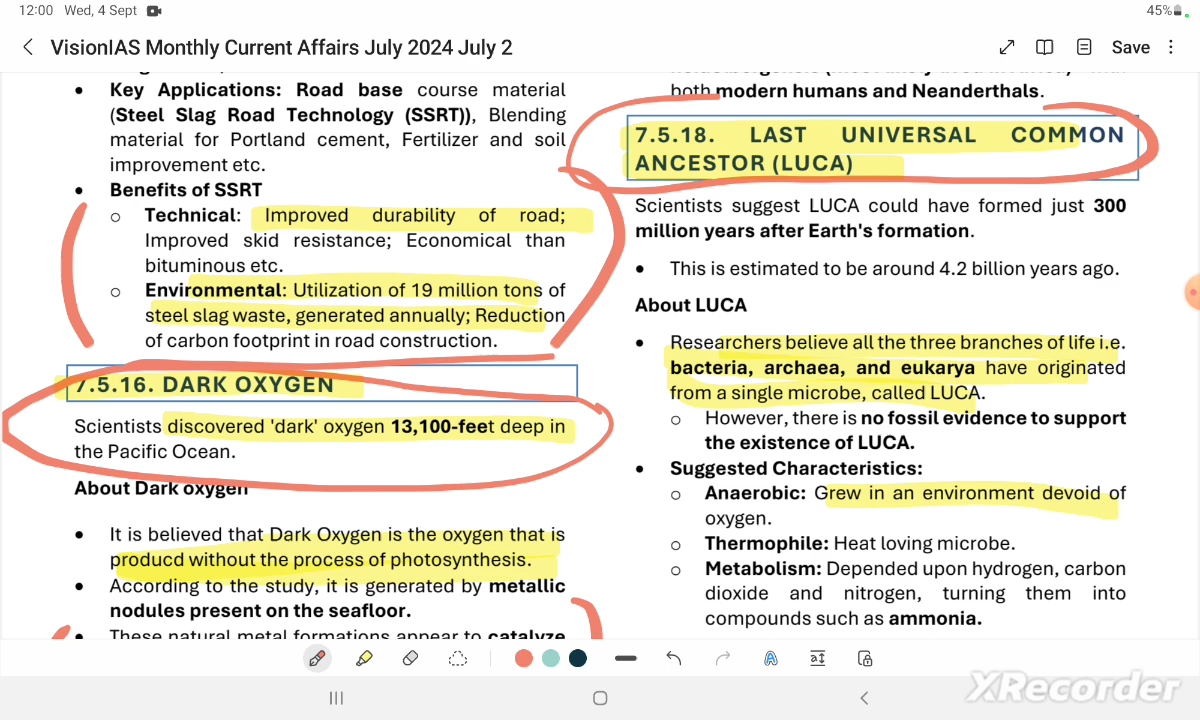 12:00 Wed, 4 Sept
45%
VisionIAS Monthly Current Affairs July 2024 July 2
Save
• Key Applications: Road base course material
(Steel Slag Road Technology (SSRT)), Blending
material for Portland cement, Fertilizer and soil
improvement etc.
• Benefits of SSRT
o Technical: Improved durability of road;
Improved skid resistance; Economical than
bituminous etc.
o Environmental: Utilization of 19 million tons of
steel slag waste, generated annually; Reduction
of carbon footprint in road construction.
7.5.16. DARK OXYGEN
Scientists discovered 'dark' oxygen 13,100-feet deep in
the Pacific Ocean.
About Dark oxygen
• It is believed that Dark Oxygen is the oxygen that is
producd without the process of photosynthesis.
• According to the study, it is generated by metallic
nodules present on the seafloor.
• These natural metal formations appear to catalyze
both modern humans and Neanderthals.
7.5.18. LAST UNIVERSAL COMMON
ANCESTOR (LUCA)
Scientists suggest LUCA could have formed just 300
million years after Earth's formation.
• This is estimated to be around 4.2 billion years ago.
About LUCA
• Researchers believe all the three branches of life i.e.
bacteria, archaea, and eukarya have originated
from a single microbe, called LUCA.
o However, there is no fossil evidence to support
the existence of LUCA.
• Suggested Characteristics:
o Anaerobic: Grew in an environment devoid of
oxygen.
o Thermophile: Heat loving microbe.
o Metabolism: Depended upon hydrogen, carbon
dioxide and nitrogen, turning them into
compounds such as ammonia.
XRecorder